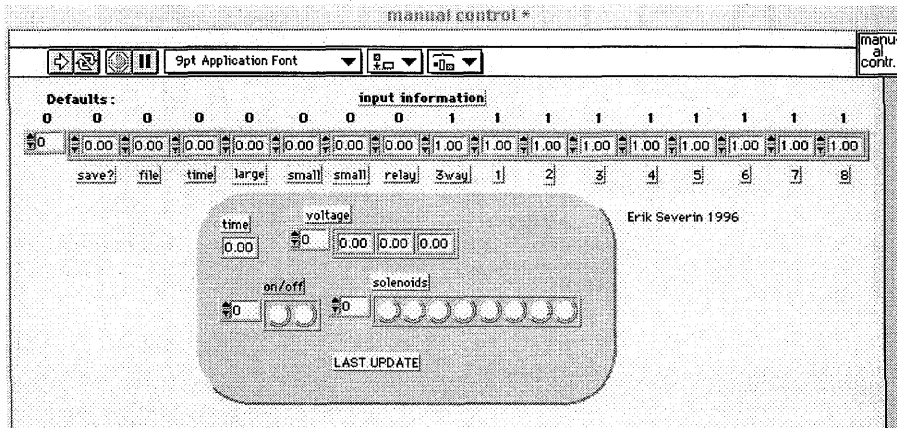 manual control *
manu-
al
contr.
9pt Application Font
Defaults: input information
0 0 0 0 0 0 0 0 1 1 1 1 1 1 1 1 1
0 0.00 0.00 0.00 0.00 0.00 0.00 0.00 1.00 1.00 1.00 1.00 1.00 1.00 1.00 1.00 1.00
save? file time large small small relay 3way 1 2 3 4 5 6 7 8
time voltage Erik Severin 1996
0.00 0 0.00 0.00 0.00
on/off solenoids
0 0
LAST UPDATE